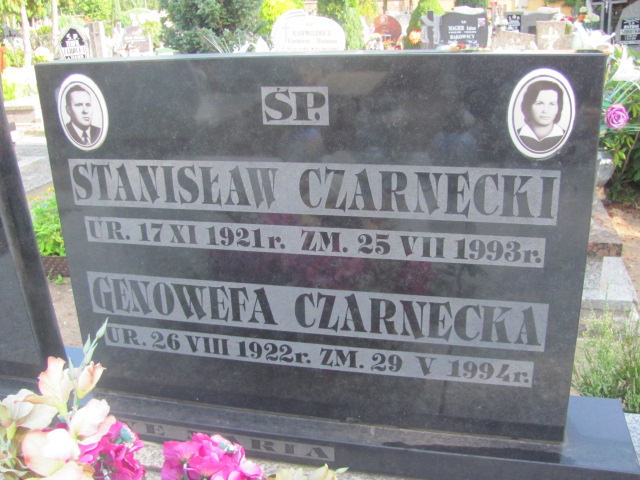 ŚP.
STANISŁAW CZARNECKI
UR. 17 XI 1921r. ZM. 25 VII 1993r.
GENOWEFA CZARNECKA
UR. 26 VIII 1922r. ZM. 29 V 1994r.